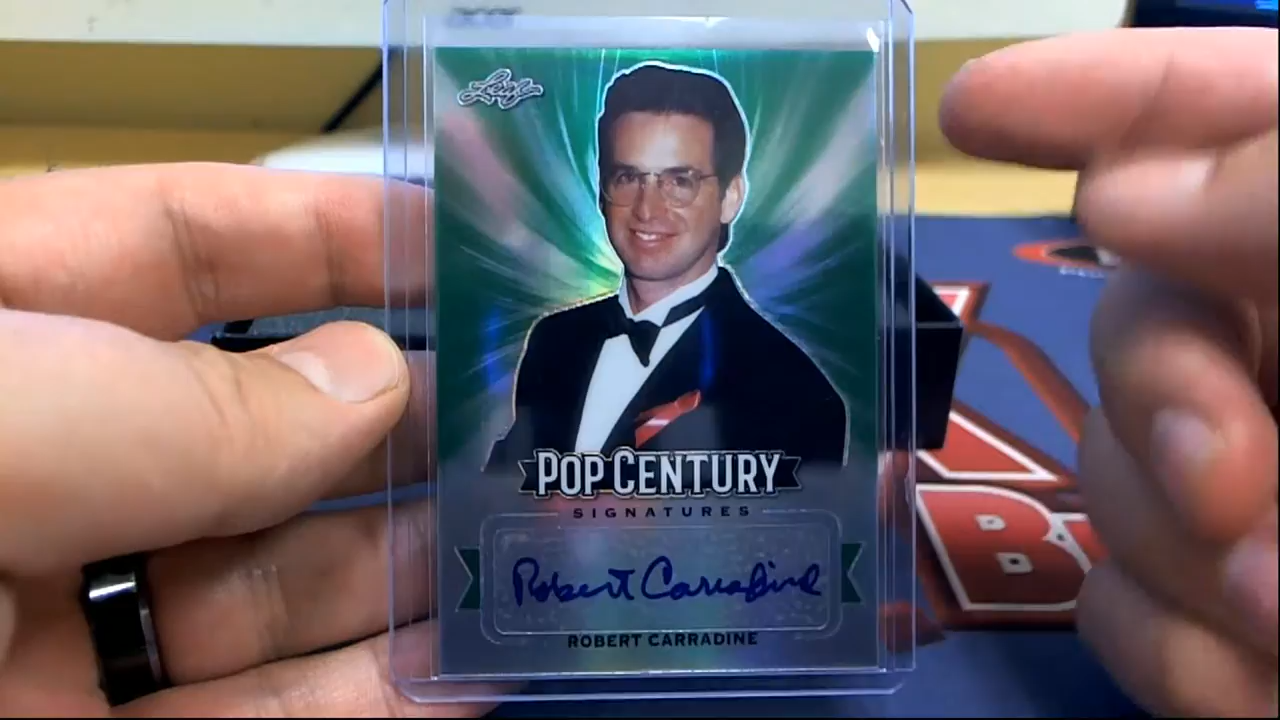 Leaf
POP CENTURY
SIGNATURES
Robert Carradine
ROBERT CARRADINE
B